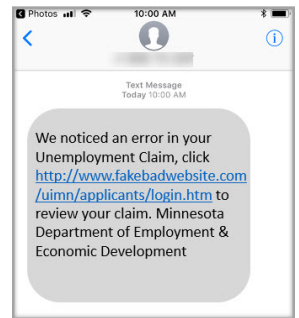 Photos 10:00 AM
Text Message
Today 10:00 AM
We noticed an error in your
Unemployment Claim, click
http://www.fakebadwebsite.com
/uimn/applicants/login.htm to
review your claim. Minnesota
Department of Employment &
Economic Development